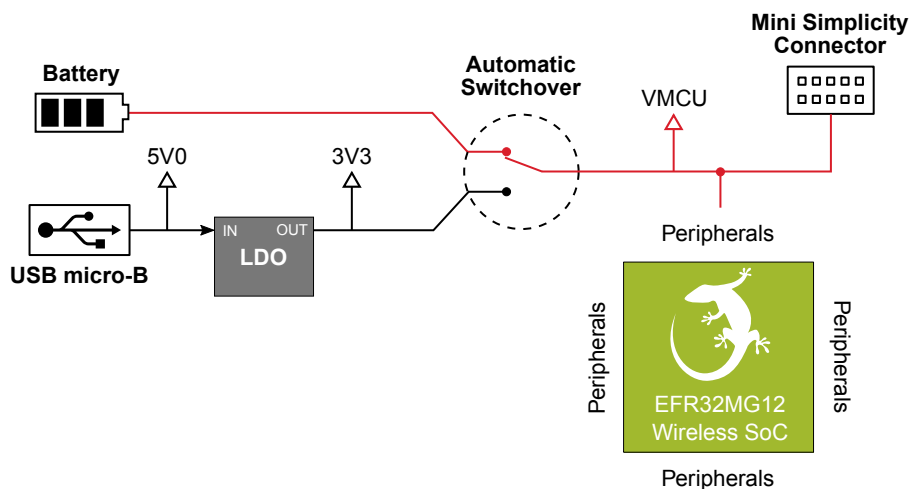 Mini Simplicity
Connector
Battery
Automatic
Switchover
VMCU
5V0
3V3
IN
OUT
LDO
USB micro-B
Peripherals
Peripherals
Peripherals
EFR32MG12
Wireless SoC
Peripherals